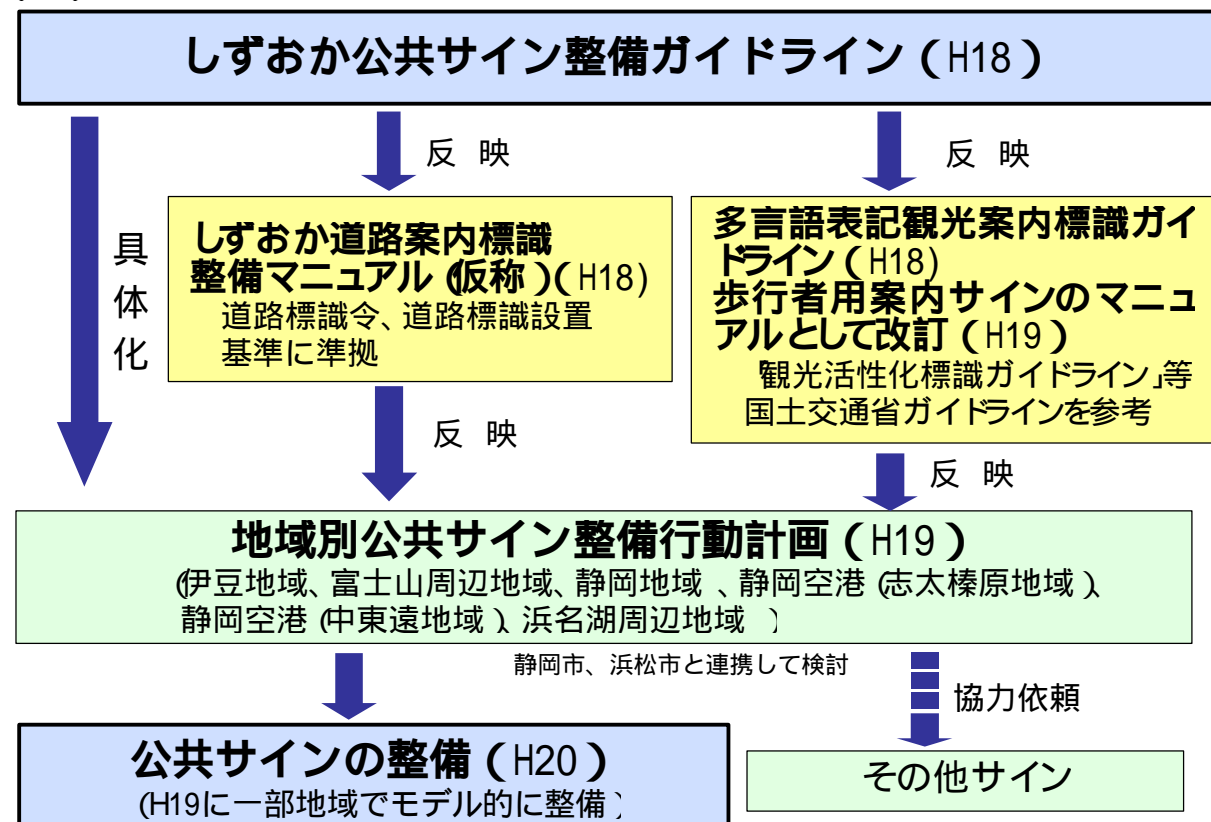 しずおか公共サイン整備ガイドライン(H18)
反 映
反 映
具体化
しずおか道路案内標識
整備マニュアル(仮称)(H18)
道路標識令、道路標識設置
基準に準拠
多言語表記観光案内標識ガイ
ドライン(H18)
歩行者用案内サインのマニュ
アルとして改訂(H19)
「観光活性化標識ガイドライン」等
国土交通省ガイドラインを参考
反 映
反 映
地域別公共サイン整備行動計画(H19)
(伊豆地域、富士山周辺地域、静岡地域 、静岡空港(志太榛原地域)、
静岡空港(中東遠地域)、浜名湖周辺地域 )
静岡市、浜松市と連携して検討
協力依頼
公共サインの整備(H20)
(H19に一部地域でモデル的に整備)
その他サイン